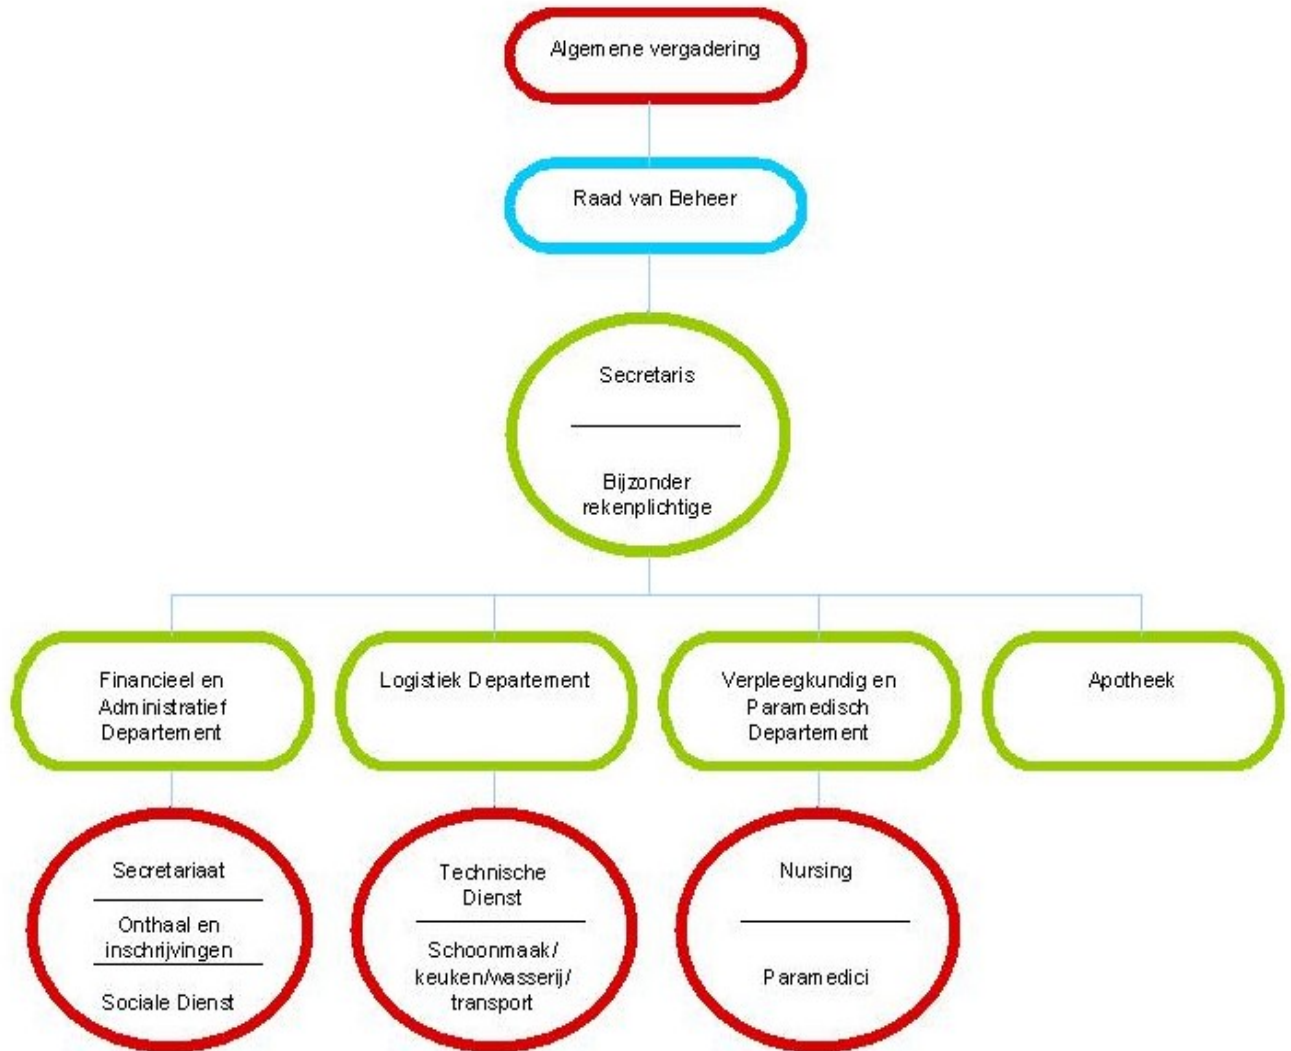 Algemene vergadering
Raad van Beheer
Secretaris
Bijzonder
rekenplichtige
Financieel en
Administratief
Departement
Logistiek Departement
Verpleegkundig en
Paramedisch
Departement
Apotheek
Secretariaat
Onthaal en
inschrijvingen
Sociale Dienst
Technische
Dienst
Schoonmaak/
keuken/wasserij/
transport
Nursing
Paramedici